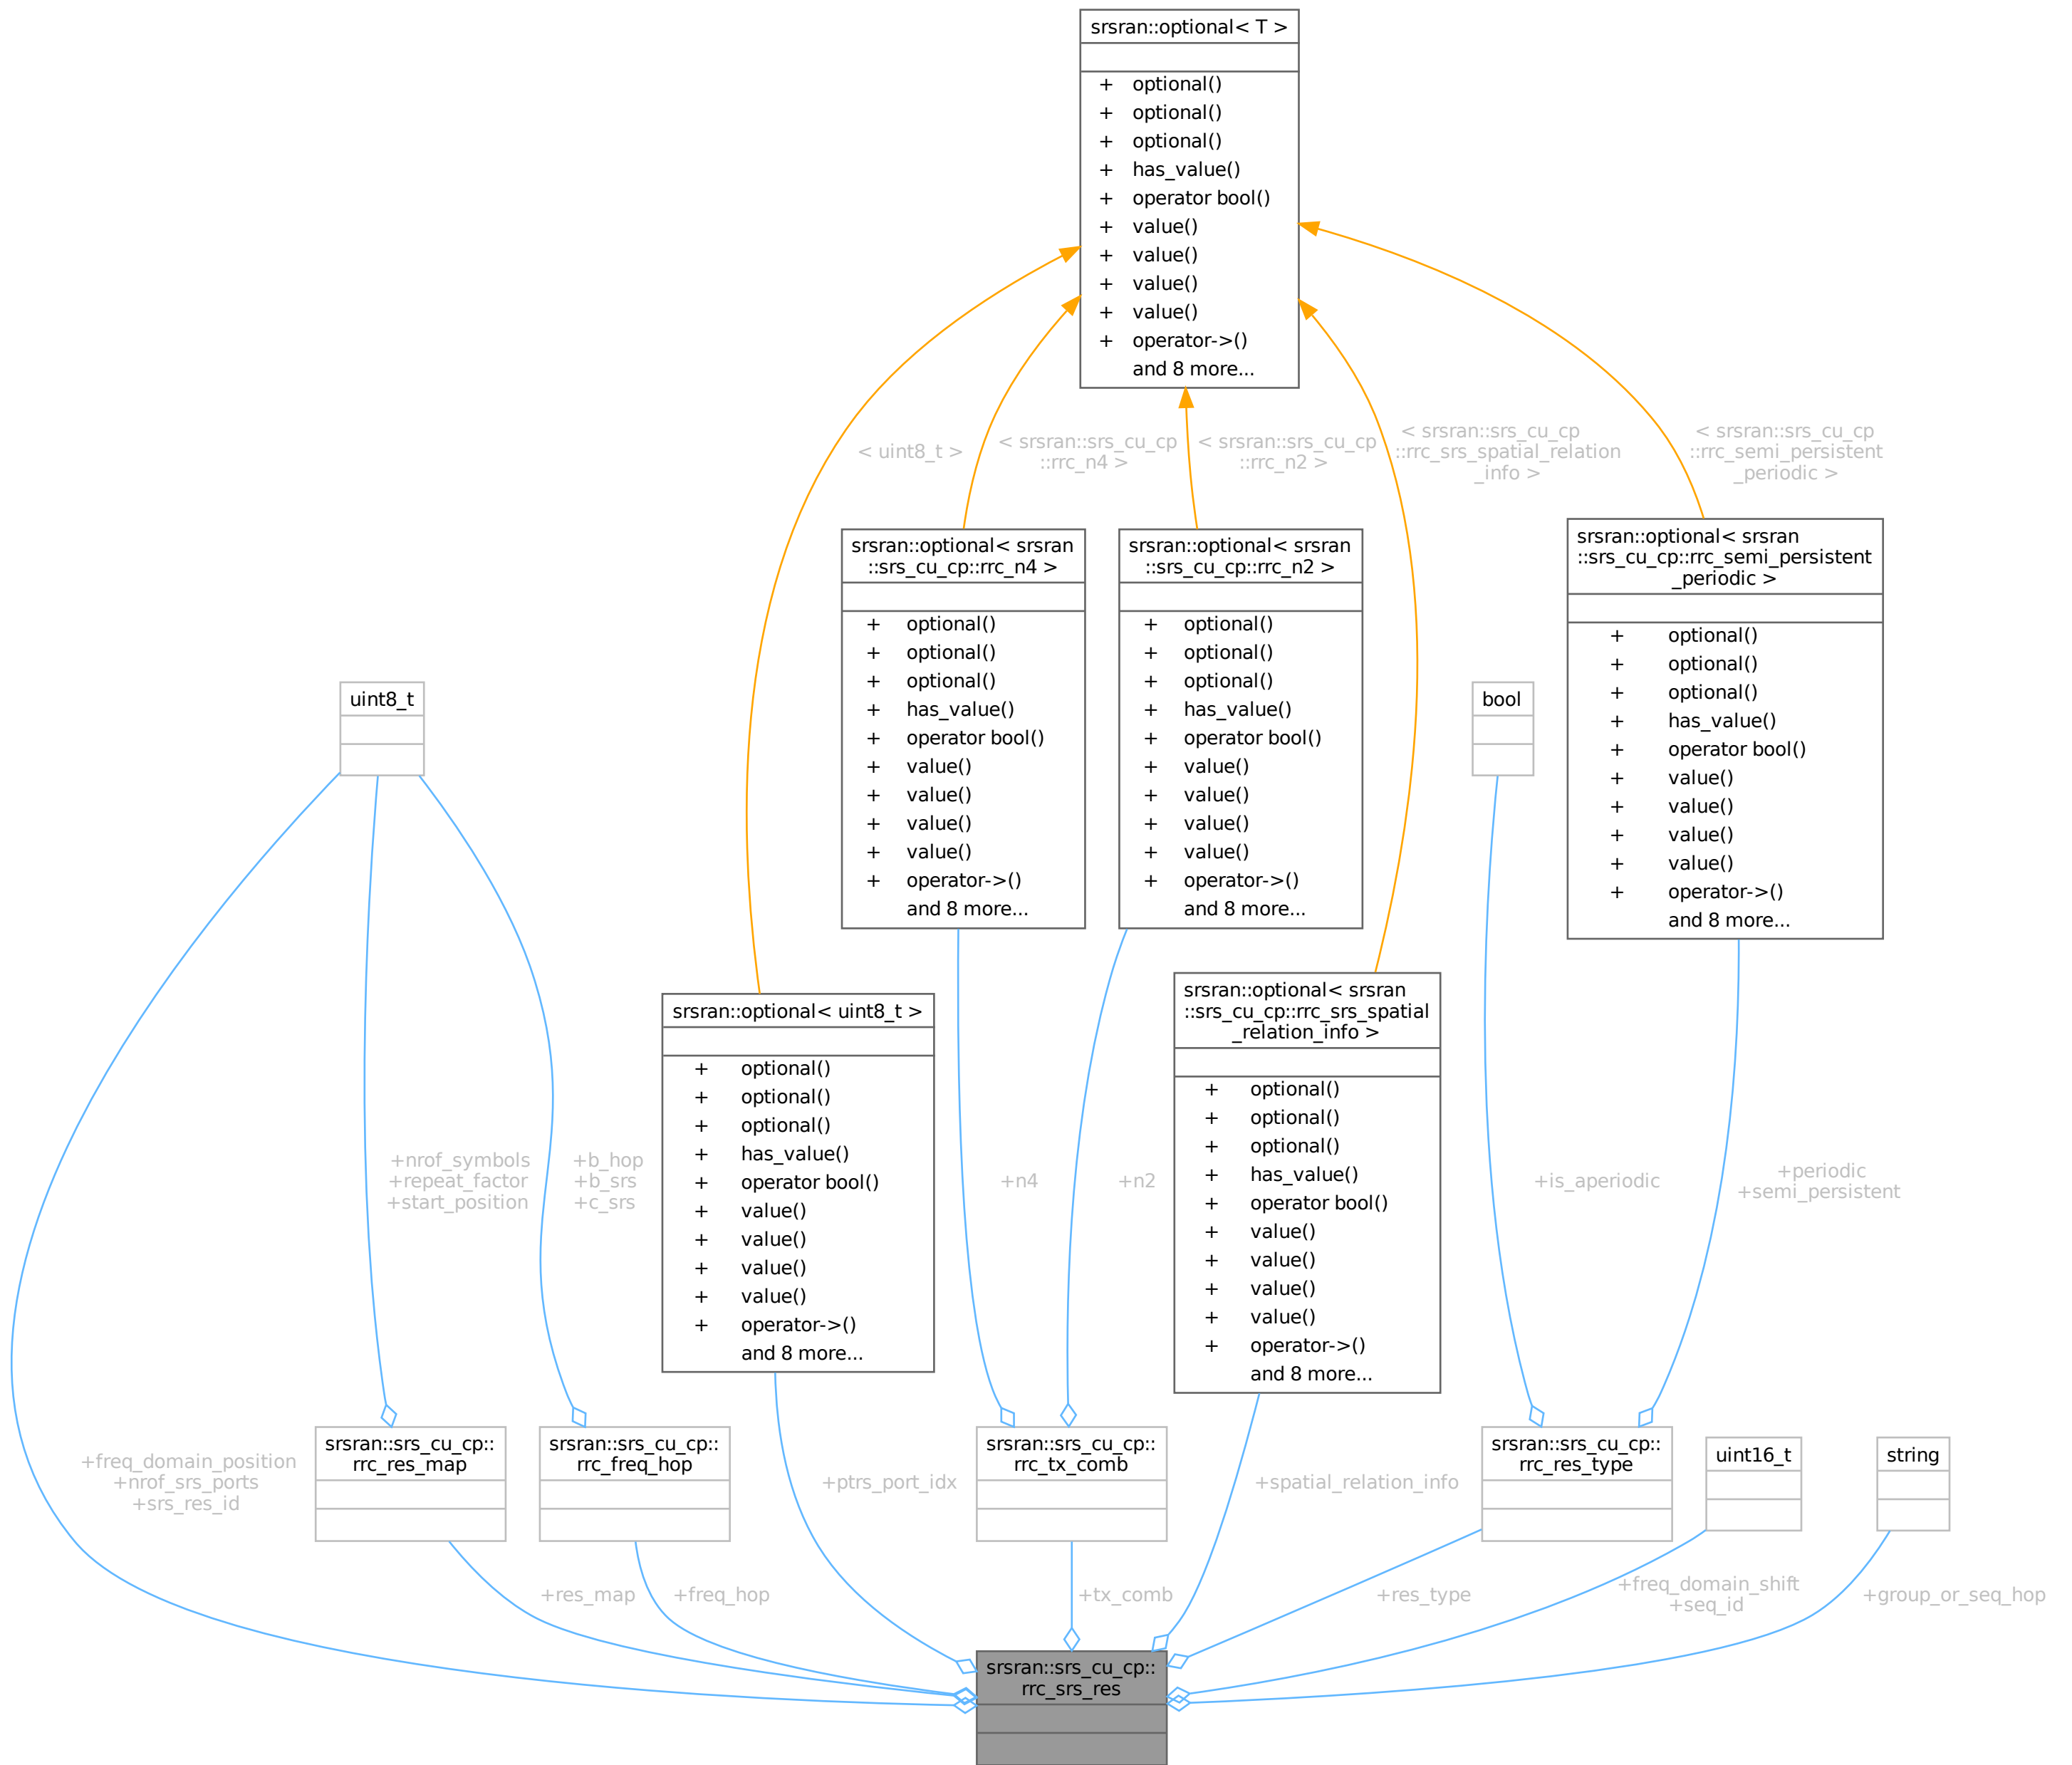 srsran::optional< T >
+ optional()
+ optional()
+ optional()
+ has_value()
+ operator bool()
+ value()
+ value()
+ value()
+ value()
+ operator->()
and 8 more...
< uint8_t >
< srsran::srs_cu_cp
::rrc_n4 >
< srsran::srs_cu_cp
::rrc_n2 >
< srsran::srs_cu_cp
::rrc_srs_spatial_relation
_info >
< srsran::srs_cu_cp
::rrc_semi_persistent
_periodic >
srsran::optional< srsran
::srs_cu_cp::rrc_n4 >
+ optional()
+ optional()
+ optional()
+ has_value()
+ operator bool()
+ value()
+ value()
+ value()
+ value()
+ operator->()
and 8 more...
srsran::optional< srsran
::srs_cu_cp::rrc_n2 >
+ optional()
+ optional()
+ optional()
+ has_value()
+ operator bool()
+ value()
+ value()
+ value()
+ value()
+ operator->()
and 8 more...
srsran::optional< srsran
::srs_cu_cp::rrc_semi_persistent
_periodic >
+ optional()
+ optional()
+ optional()
+ has_value()
+ operator bool()
+ value()
+ value()
+ value()
+ value()
+ operator->()
and 8 more...
uint8_t
bool
srsran::optional< uint8_t >
+ optional()
+ optional()
+ optional()
+ has_value()
+ operator bool()
+ value()
+ value()
+ value()
+ value()
+ operator->()
and 8 more...
srsran::optional< srsran
::srs_cu_cp::rrc_srs_spatial
_relation_info >
+ optional()
+ optional()
+ optional()
+ has_value()
+ operator bool()
+ value()
+ value()
+ value()
+ value()
+ operator->()
and 8 more...
+nrof_symbols
+repeat_factor
+start_position
+b_hop
+b_srs
+c_srs
+n4
+n2
+is_aperiodic
+periodic
+semi_persistent
+freq_domain_position
+nrof_srs_ports
+srs_res_id
srsran::srs_cu_cp::
rrc_res_map
srsran::srs_cu_cp::
rrc_freq_hop
+ptrs_port_idx
srsran::srs_cu_cp::
rrc_tx_comb
+spatial_relation_info
srsran::srs_cu_cp::
rrc_res_type
uint16_t
string
+res_map
+freq_hop
+tx_comb
+res_type
+freq_domain_shift
+seq_id
+group_or_seq_hop
srsran::srs_cu_cp::
rrc_srs_res